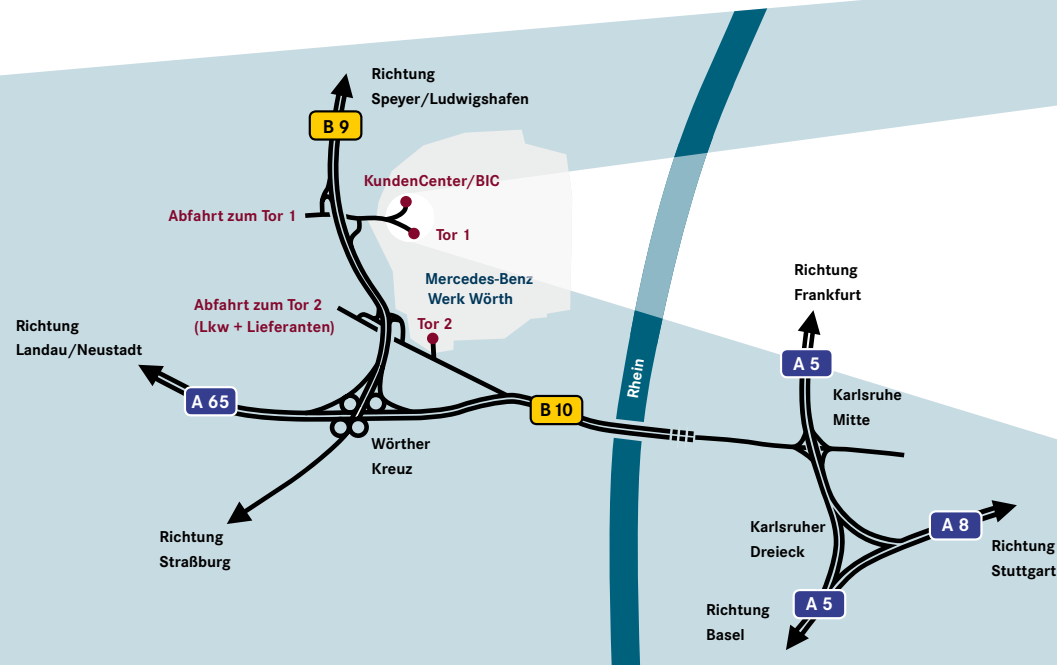 Richtung
Speyer/Ludwigshafen
B 9
KundenCenter/BIC
Abfahrt zum Tor 1
Tor 1
Mercedes-Benz
Werk Wörth
Abfahrt zum Tor 2
(Lkw + Lieferanten)
Tor 2
Richtung
Landau/Neustadt
A 65
B 10
Rhein
Wörther
Kreuz
Richtung
Straßburg
Richtung
Frankfurt
A 5
Karlsruhe
Mitte
Karlsruher
Dreieck
A 8
Richtung
Stuttgart
A 5
Richtung
Basel